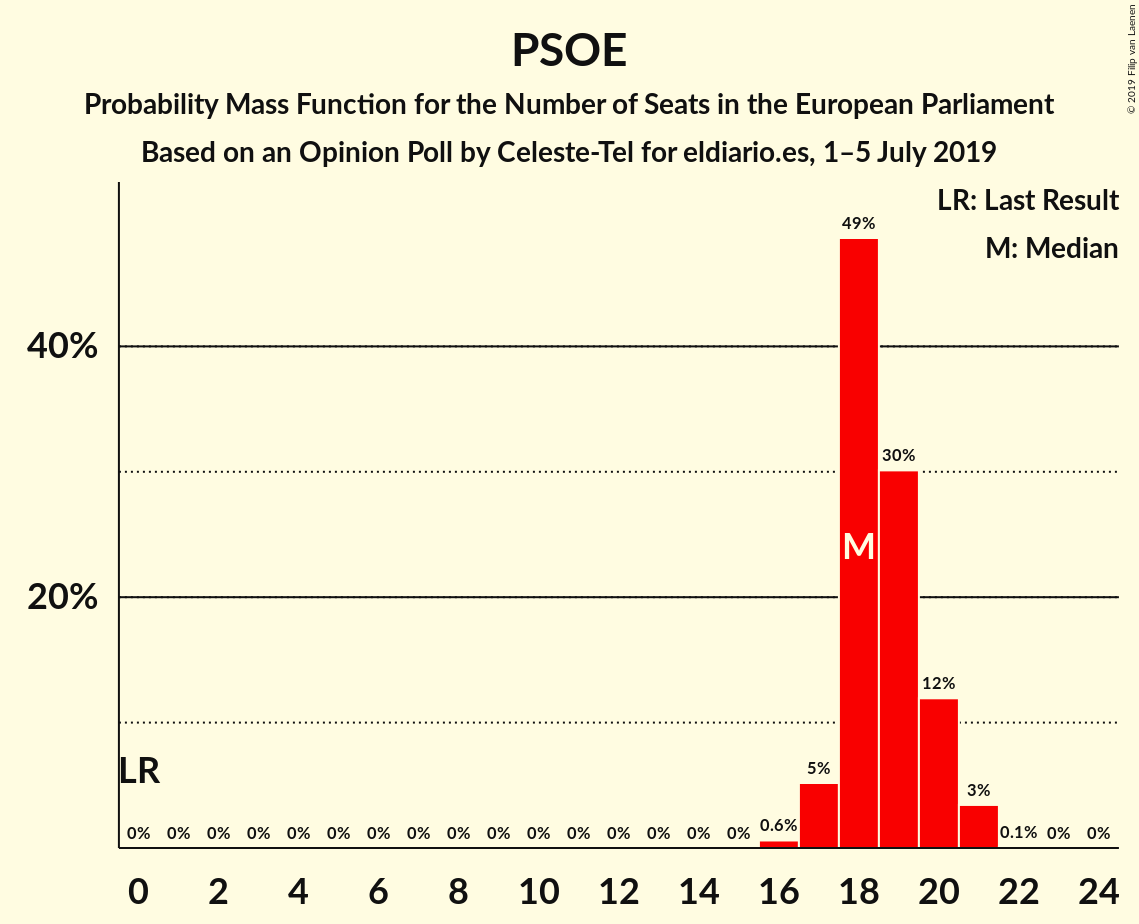 PSOE
Probability Mass Function for the Number of Seats in the European Parliament
Based on an Opinion Poll by Celeste-Tel for eldiario.es, 1–5 July 2019
© 2019 Filip van Laenen
LR: Last Result
M: Median
49%
40%
30%
M
20%
12%
LR
5%
3%
0% 0% 0% 0% 0% 0% 0% 0% 0% 0% 0% 0% 0% 0% 0% 0% 0.6% 0.1% 0% 0%
0 2 4 6 8 10 12 14 16 18 20 22 24